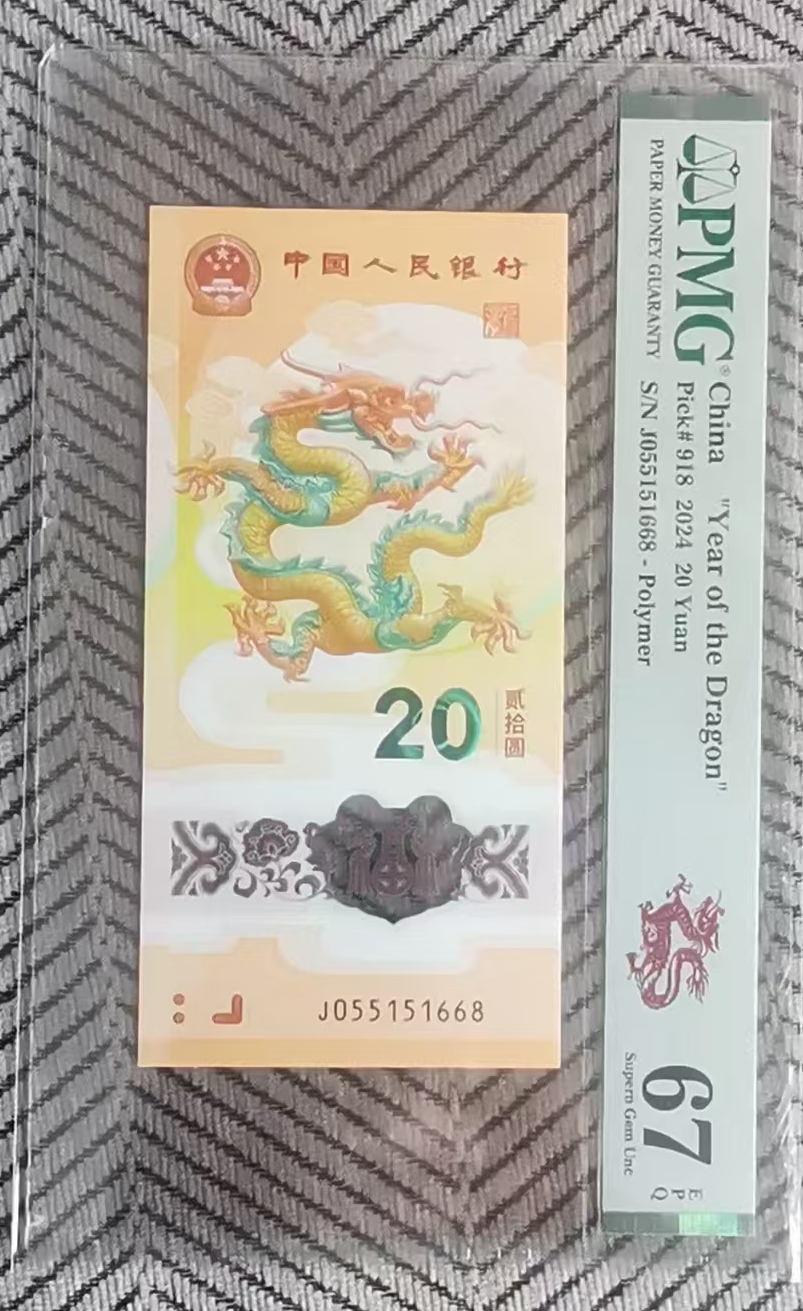 中国人民银行
20
贰拾圆
福
J055151668
PMG®
PAPER MONEY GUARANTY
China "Year of the Dragon"
Pick# 918 2024 20 Yuan
S/N J055151668 - Polymer
67
EPQ
Superb Gem Unc